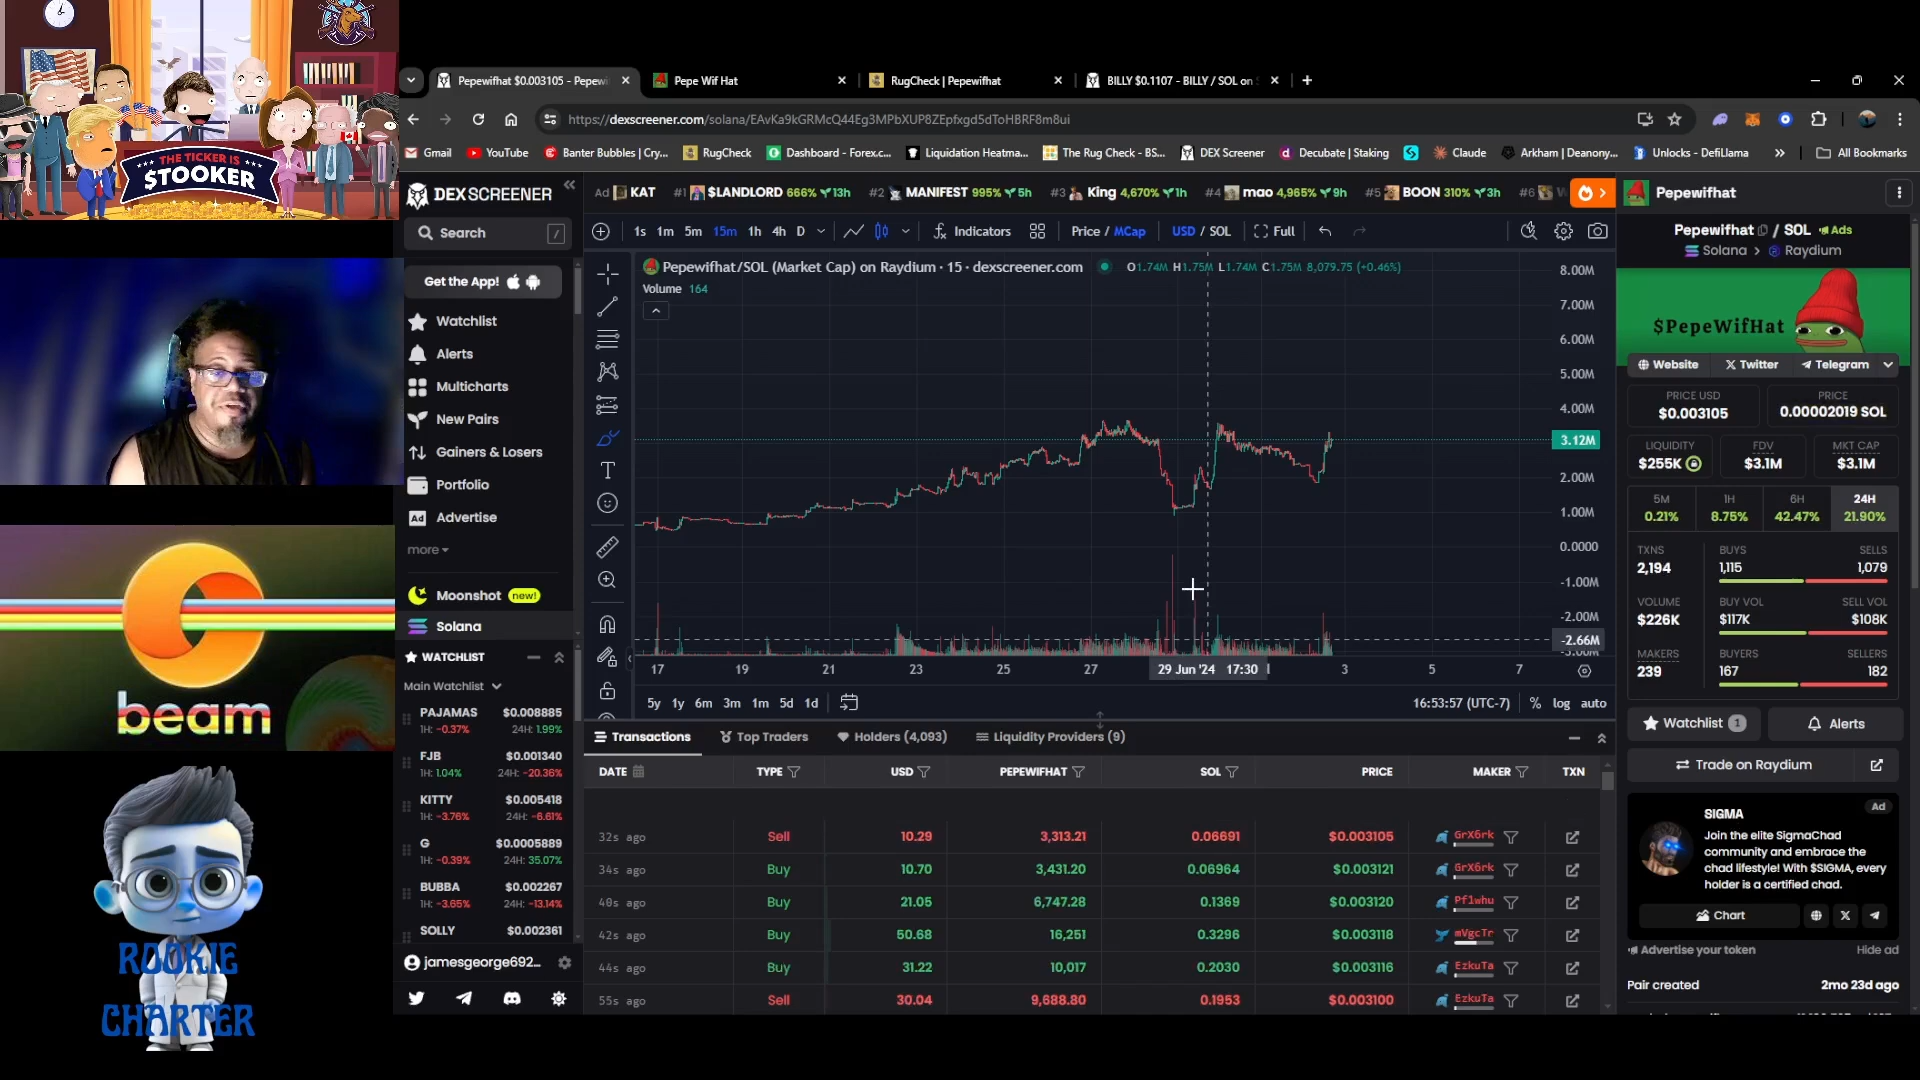 THE TICKER IS
$TOOKER
beam
ROOKIE
CHARTER
Pepewifhat $0.003105 - Pepewi
Pepe Wif Hat
RugCheck | Pepewifhat
BILLY $0.1107 - BILLY / SOL on
https://dexscreener.com/solana/EAvKa9kGRMcQ44Eg3MPbXUP8ZEpfxgd5dToHBRF8m8ui
Gmail
YouTube
Banter Bubbles | Cry...
RugCheck
Dashboard - Forex.c...
Liquidation Heatma...
The Rug Check - BS...
DEX Screener
Decubate | Staking
Claude
Arkham | Deanony...
Unlocks - DefiLlama
All Bookmarks
DEX SCREENER
Search /
Get the App!
Watchlist
Alerts
Multicharts
New Pairs
Gainers & Losers
Portfolio
Ad Advertise
more
Moonshot new!
Solana
WATCHLIST
Main Watchlist
PAJAMAS $0.008885
1H: -0.37% 24H: 1.99%
FJB $0.001340
1H: 1.04% 24H: -20.36%
KITTY $0.005418
1H: -3.76% 24H: -6.61%
G $0.0005889
1H: -0.39% 24H: 35.07%
BUBBA $0.002267
1H: -3.65% 24H: -13.14%
SOLLY $0.002361
jamesgeorge692...
Ad KAT #1 $LANDLORD 666% 13h #2 MANIFEST 995% 5h #3 King 4,670% 1h #4 mao 4,965% 9h #5 BOON 310% 3h #6
1s 1m 5m 15m 1h 4h D Indicators Price / MCap USD / SOL Full
Pepewifhat/SOL (Market Cap) on Raydium · 15 · dexscreener.com O1.74M H1.75M L1.74M C1.75M 8,079.75 (+0.46%)
Volume 164
8.00M
7.00M
6.00M
5.00M
4.00M
3.12M
2.00M
1.00M
0.0000
-1.00M
-2.00M
-2.66M
17 19 21 23 25 27 29 Jun '24 17:30 3 5 7
5y 1y 6m 3m 1m 5d 1d 16:53:57 (UTC-7) % log auto
Transactions Top Traders Holders (4,093) Liquidity Providers (9)
DATE TYPE USD PEPEWIFHAT SOL PRICE MAKER TXN
32s ago Sell 10.29 3,313.21 0.06691 $0.003105 GrX6rk
34s ago Buy 10.70 3,431.20 0.06964 $0.003121 GrX6rk
40s ago Buy 21.05 6,747.28 0.1369 $0.003120 Pf1whu
42s ago Buy 50.68 16,251 0.3296 $0.003118 mVgcTr
44s ago Buy 31.22 10,017 0.2030 $0.003116 EzkuTa
55s ago Sell 30.04 9,688.80 0.1953 $0.003100 EzkuTa
Pepewifhat
Pepewifhat / SOL Ads
Solana > Raydium
$PepeWifHat
Website Twitter Telegram
PRICE USD
$0.003105
PRICE
0.00002019 SOL
LIQUIDITY
$255K
FDV
$3.1M
MKT CAP
$3.1M
5M
0.21%
1H
8.75%
6H
42.47%
24H
21.90%
TXNS
2,194
BUYS
1,115
SELLS
1,079
VOLUME
$226K
BUY VOL
$117K
SELL VOL
$108K
MAKERS
239
BUYERS
167
SELLERS
182
Watchlist 1
Alerts
Trade on Raydium
Ad
SIGMA
Join the elite SigmaChad
community and embrace the
chad lifestyle! With $SIGMA, every
holder is a certified chad.
Chart
Advertise your token Hide ad
Pair created 2mo 23d ago